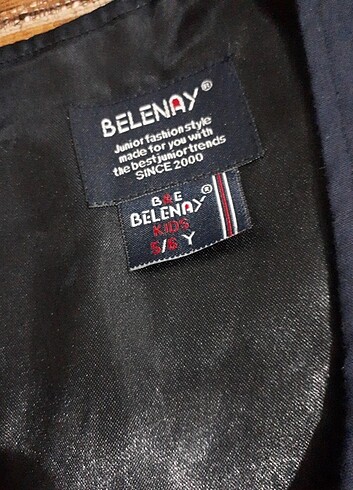 BELENAY®
Junior fashion style
made for you with
the best junior trends
SINCE 2000
B&E
BELENAY®
KIDS
5/6 Y